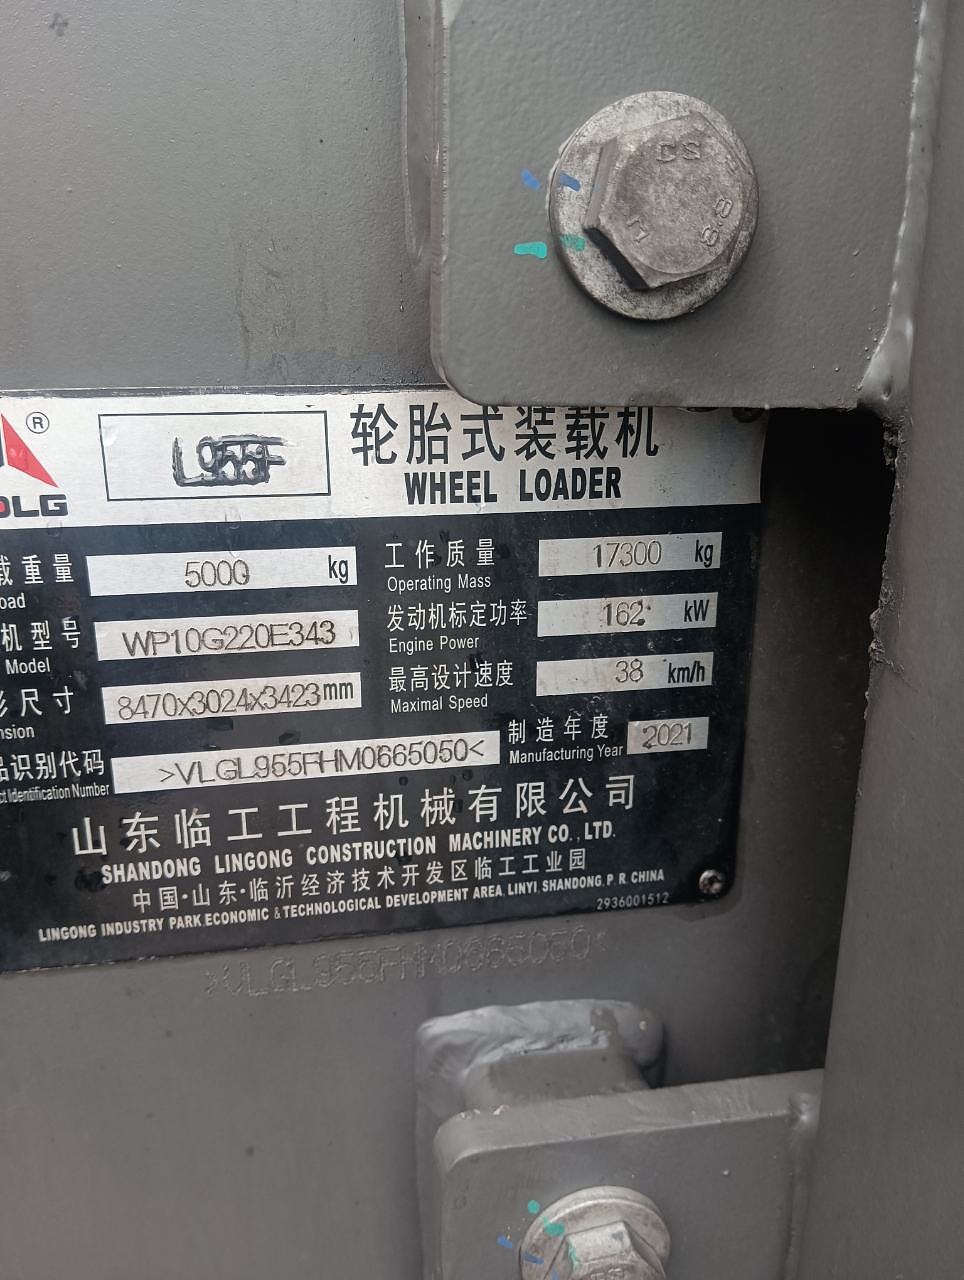 CS
8.8
®
L955F
轮胎式装载机
WHEEL LOADER
DLG
载重量
5000 kg
oad
工作质量
17300 kg
Operating Mass
机型号
WP10G220E343
Model
发动机标定功率
162 kW
Engine Power
形尺寸
8470x3024x3423mm
nsion
最高设计速度
38 km/h
Maximal Speed
品识别代码
>VLGL955FHM0665050<
ct Identification Number
制造年度
2021
Manufacturing Year
山东临工工程机械有限公司
SHANDONG LINGONG CONSTRUCTION MACHINERY CO., LTD.
中国·山东·临沂经济技术开发区临工工业园
LINGONG INDUSTRY PARK ECONOMIC & TECHNOLOGICAL DEVELOPMENT AREA, LINYI, SHANDONG, P. R. CHINA
2936001512
>VLGL955FHM0665050<